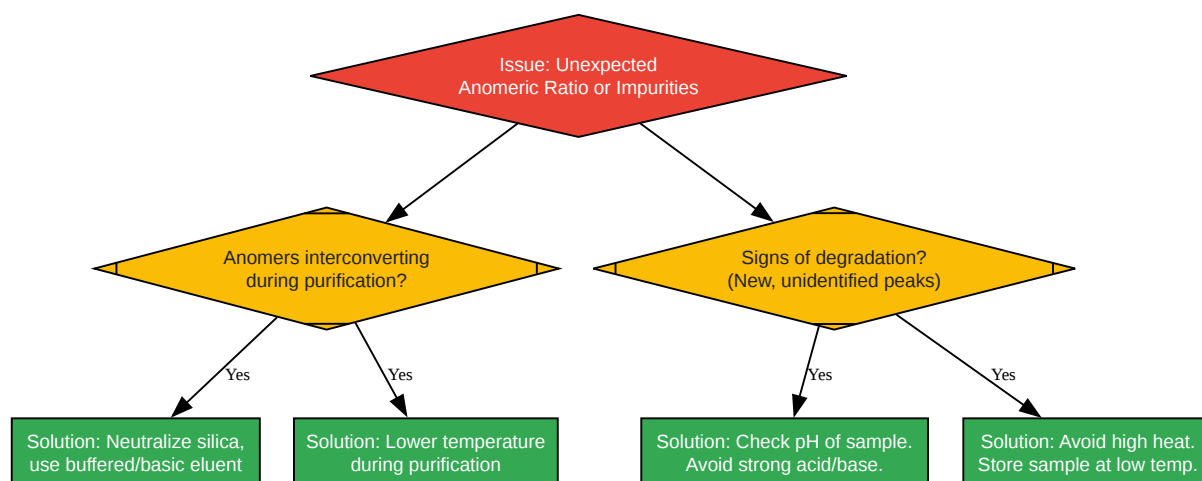 Issue: Unexpected
Anomeric Ratio or Impurities
Anomers interconverting
during purification?
Signs of degradation?
(New, unidentified peaks)
Yes
Yes
Yes
Yes
Solution: Neutralize silica,
use buffered/basic eluent
Solution: Lower temperature
during purification
Solution: Check pH of sample.
Avoid strong acid/base.
Solution: Avoid high heat.
Store sample at low temp.